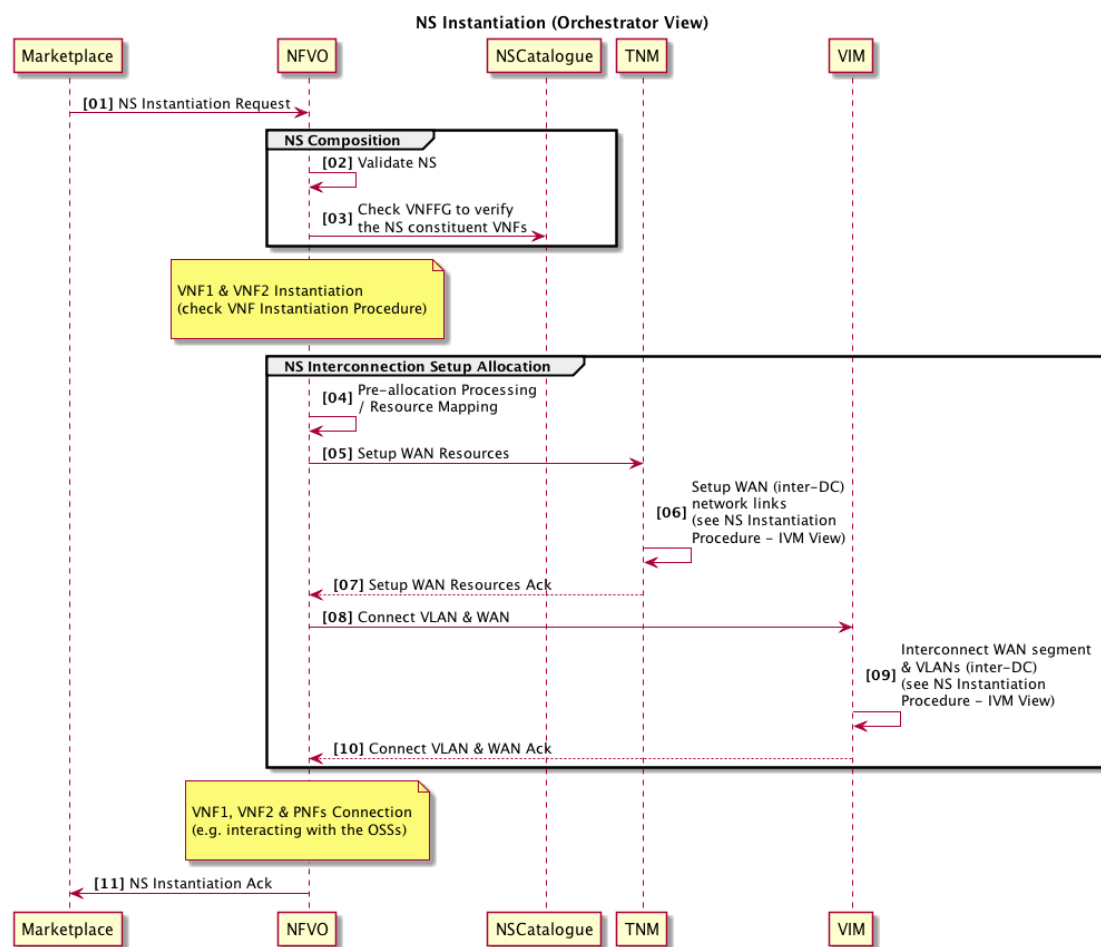 NS Instantiation (Orchestrator View)
Marketplace
NFVO
NSCatalogue
TNM
VIM
[01] NS Instantiation Request
NS Composition
[02] Validate NS
Check VNFFG to verify
[03]
the NS constituent VNFs
VNF1 & VNF2 Instantiation
(check VNF Instantiation Procedure)
NS Interconnection Setup Allocation
Pre-allocation Processing
[04]
/ Resource Mapping
[05] Setup WAN Resources
Setup WAN (inter-DC)
network links
[06]
(see NS Instantiation
Procedure - IVM View)
[07] Setup WAN Resources Ack
[08] Connect VLAN & WAN
Interconnect WAN segment
& VLANs (inter-DC)
[09]
(see NS Instantiation
Procedure - IVM View)
[10] Connect VLAN & WAN Ack
VNF1, VNF2 & PNFs Connection
(e.g. interacting with the OSSs)
[11] NS Instantiation Ack
Marketplace
NFVO
NSCatalogue
TNM
VIM